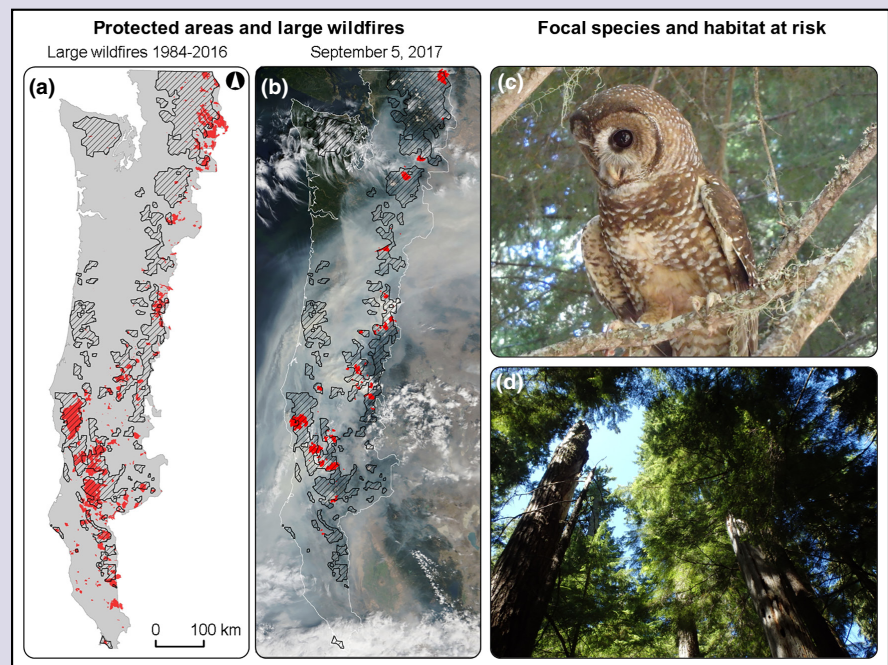 Protected areas and large wildfires
Focal species and habitat at risk
Large wildfires 1984-2016
September 5, 2017
(a)
(b)
(c)
(d)
0 100 km